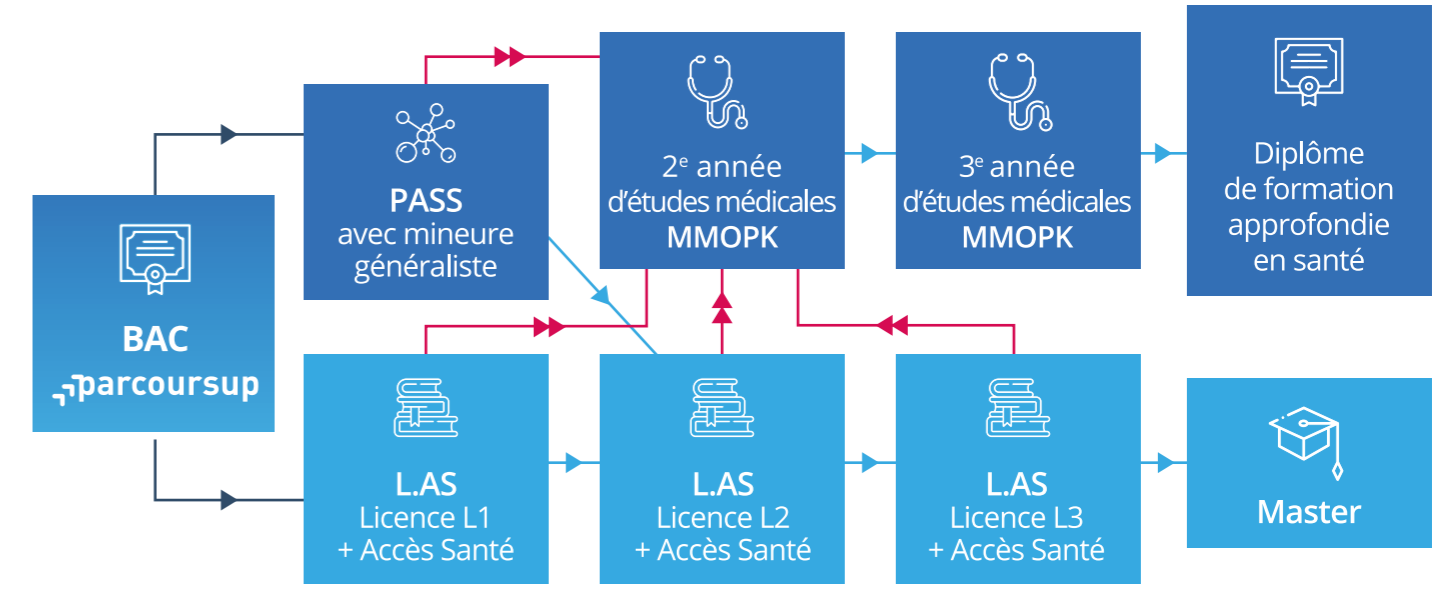 BAC
parcoursup
PASS
avec mineure
généraliste
2e année
d'études médicales
MMOPK
3e année
d'études médicales
MMOPK
Diplôme
de formation
approfondie
en santé
L.AS
Licence L1
+ Accès Santé
L.AS
Licence L2
+ Accès Santé
L.AS
Licence L3
+ Accès Santé
Master